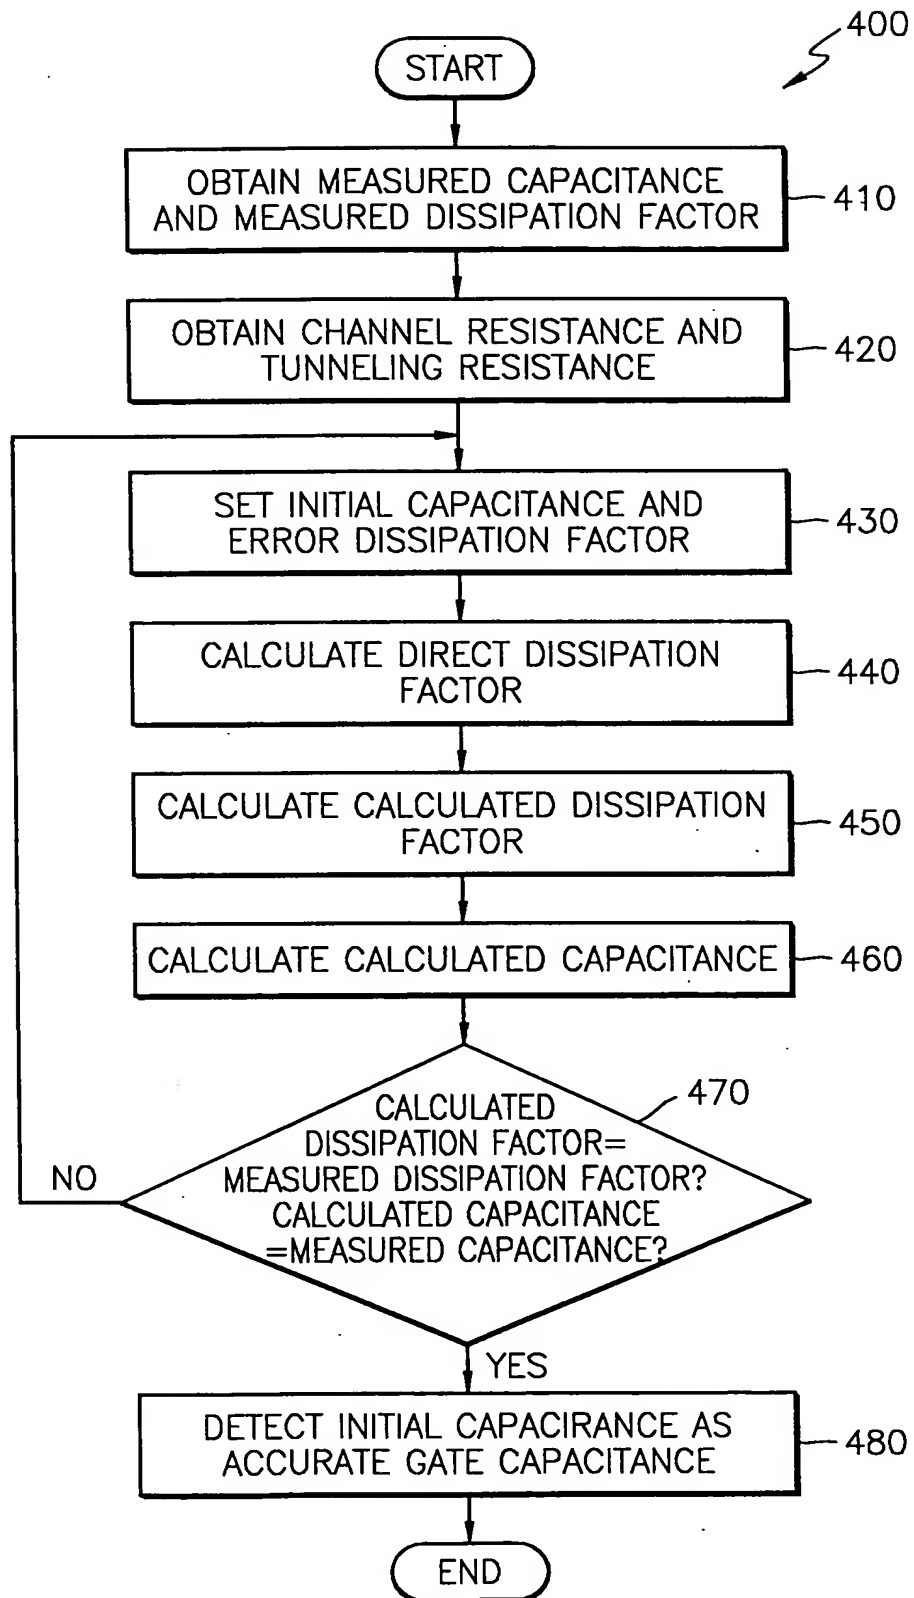 400
START
OBTAIN MEASURED CAPACITANCE
AND MEASURED DISSIPATION FACTOR
410
OBTAIN CHANNEL RESISTANCE AND
TUNNELING RESISTANCE
420
SET INITIAL CAPACITANCE AND
ERROR DISSIPATION FACTOR
430
CALCULATE DIRECT DISSIPATION
FACTOR
440
CALCULATE CALCULATED DISSIPATION
FACTOR
450
CALCULATE CALCULATED CAPACITANCE
460
470
CALCULATED
DISSIPATION FACTOR=
MEASURED DISSIPATION FACTOR?
CALCULATED CAPACITANCE
=MEASURED CAPACITANCE?
NO
YES
DETECT INITIAL CAPACIRANCE AS
ACCURATE GATE CAPACITANCE
480
END